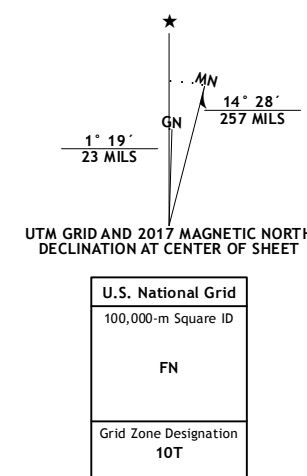 MN
GN
14° 28´
257 MILS
1° 19´
23 MILS
UTM GRID AND 2017 MAGNETIC NORTH
DECLINATION AT CENTER OF SHEET
U.S. National Grid
100,000-m Square ID
FN
Grid Zone Designation
10T